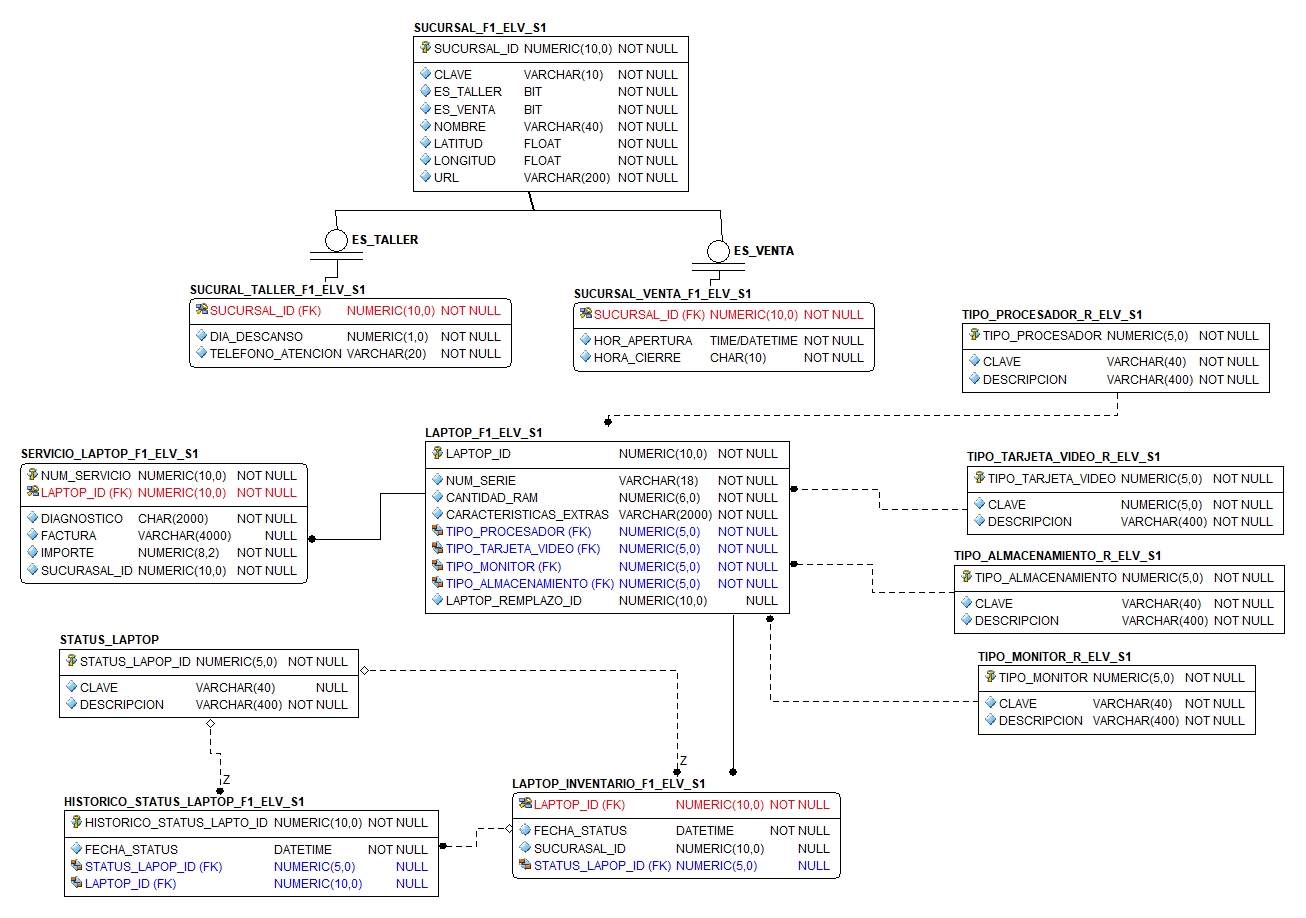 SUCURSAL_F1_ELV_S1
SUCURSAL_ID NUMERIC(10,0) NOT NULL
CLAVE VARCHAR(10) NOT NULL
ES_TALLER BIT NOT NULL
ES_VENTA BIT NOT NULL
NOMBRE VARCHAR(40) NOT NULL
LATITUD FLOAT NOT NULL
LONGITUD FLOAT NOT NULL
URL VARCHAR(200) NOT NULL
ES_TALLER
ES_VENTA
SUCURAL_TALLER_F1_ELV_S1
SUCURSAL_ID (FK) NUMERIC(10,0) NOT NULL
DIA_DESCANSO NUMERIC(1,0) NOT NULL
TELEFONO_ATENCION VARCHAR(20) NOT NULL
SUCURSAL_VENTA_F1_ELV_S1
SUCURSAL_ID (FK) NUMERIC(10,0) NOT NULL
HOR_APERTURA TIME/DATETIME NOT NULL
HORA_CIERRE CHAR(10) NOT NULL
TIPO_PROCESADOR_R_ELV_S1
TIPO_PROCESADOR NUMERIC(5,0) NOT NULL
CLAVE VARCHAR(40) NOT NULL
DESCRIPCION VARCHAR(400) NOT NULL
SERVICIO_LAPTOP_F1_ELV_S1
NUM_SERVICIO NUMERIC(10,0) NOT NULL
LAPTOP_ID (FK) NUMERIC(10,0) NOT NULL
DIAGNOSTICO CHAR(2000) NOT NULL
FACTURA VARCHAR(4000) NULL
IMPORTE NUMERIC(8,2) NOT NULL
SUCURASAL_ID NUMERIC(10,0) NOT NULL
LAPTOP_F1_ELV_S1
LAPTOP_ID NUMERIC(10,0) NOT NULL
NUM_SERIE VARCHAR(18) NOT NULL
CANTIDAD_RAM NUMERIC(6,0) NOT NULL
CARACTERISTICAS_EXTRAS VARCHAR(2000) NOT NULL
TIPO_PROCESADOR (FK) NUMERIC(5,0) NOT NULL
TIPO_TARJETA_VIDEO (FK) NUMERIC(5,0) NOT NULL
TIPO_MONITOR (FK) NUMERIC(5,0) NOT NULL
TIPO_ALMACENAMIENTO (FK) NUMERIC(5,0) NOT NULL
LAPTOP_REMPLAZO_ID NUMERIC(10,0) NULL
TIPO_TARJETA_VIDEO_R_ELV_S1
TIPO_TARJETA_VIDEO NUMERIC(5,0) NOT NULL
CLAVE NUMERIC(5,0) NOT NULL
DESCRIPCION VARCHAR(400) NOT NULL
TIPO_ALMACENAMIENTO_R_ELV_S1
TIPO_ALMACENAMIENTO NUMERIC(5,0) NOT NULL
CLAVE VARCHAR(40) NOT NULL
DESCRIPCION VARCHAR(400) NOT NULL
TIPO_MONITOR_R_ELV_S1
TIPO_MONITOR NUMERIC(5,0) NOT NULL
CLAVE VARCHAR(40) NOT NULL
DESCRIPCION VARCHAR(400) NOT NULL
STATUS_LAPTOP
STATUS_LAPOP_ID NUMERIC(5,0) NOT NULL
CLAVE VARCHAR(40) NULL
DESCRIPCION VARCHAR(400) NOT NULL
Z
Z
HISTORICO_STATUS_LAPTOP_F1_ELV_S1
HISTORICO_STATUS_LAPTO_ID NUMERIC(10,0) NOT NULL
FECHA_STATUS DATETIME NOT NULL
STATUS_LAPOP_ID (FK) NUMERIC(5,0) NULL
LAPTOP_ID (FK) NUMERIC(10,0) NULL
LAPTOP_INVENTARIO_F1_ELV_S1
LAPTOP_ID (FK) NUMERIC(10,0) NOT NULL
FECHA_STATUS DATETIME NOT NULL
SUCURASAL_ID NUMERIC(10,0) NULL
STATUS_LAPOP_ID (FK) NUMERIC(5,0) NULL